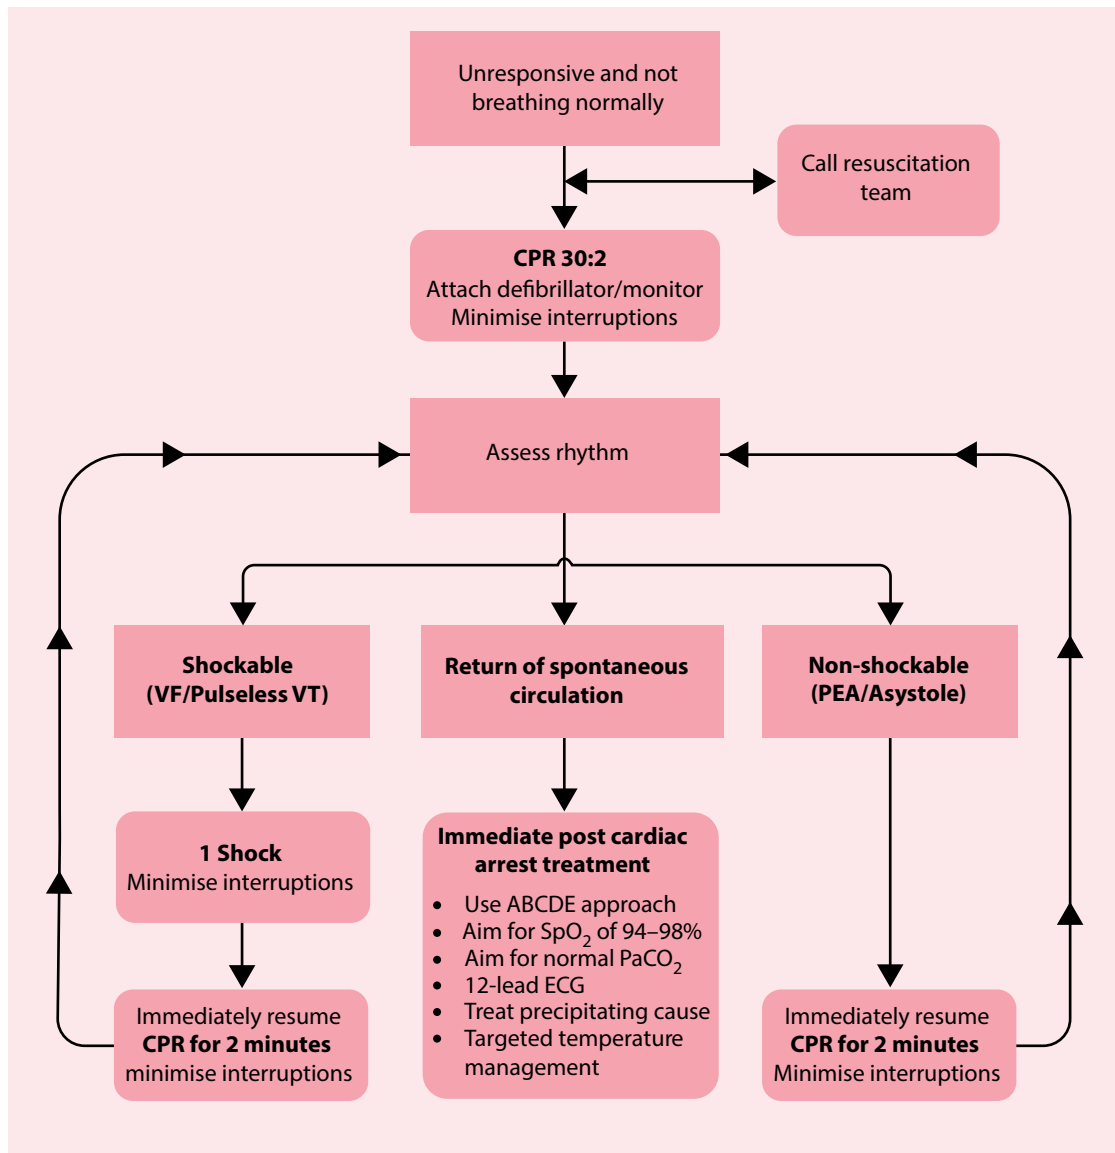 Unresponsive and not
breathing normally
Call resuscitation
team
CPR 30:2
Attach defibrillator/monitor
Minimise interruptions
Assess rhythm
Shockable
(VF/Pulseless VT)
Return of spontaneous
circulation
Non-shockable
(PEA/Asystole)
1 Shock
Minimise interruptions
Immediate post cardiac
arrest treatment
• Use ABCDE approach
• Aim for SpO₂ of 94–98%
• Aim for normal PaCO₂
• 12-lead ECG
• Treat precipitating cause
• Targeted temperature
management
Immediately resume
CPR for 2 minutes
minimise interruptions
Immediately resume
CPR for 2 minutes
Minimise interruptions